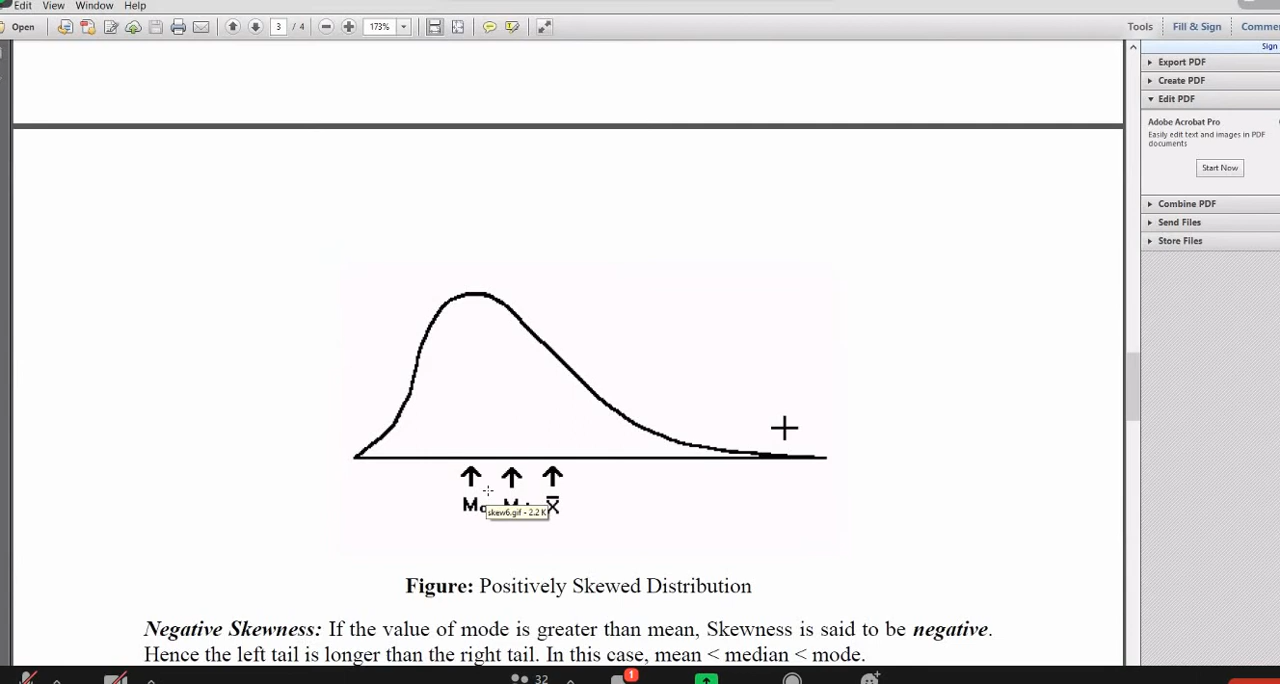 Edit View Window Help
Open 3 / 4 173% Tools Fill & Sign
Sign
Export PDF
Create PDF
Edit PDF
Adobe Acrobat Pro
Easily edit text and images in PDF
documents
Start Now
Combine PDF
Send Files
Store Files
+
X̄
skew6.gif - 2.2 K
Figure: Positively Skewed Distribution
Negative Skewness: If the value of mode is greater than mean, Skewness is said to be negative.
Hence the left tail is longer than the right tail. In this case, mean < median < mode.
32 1